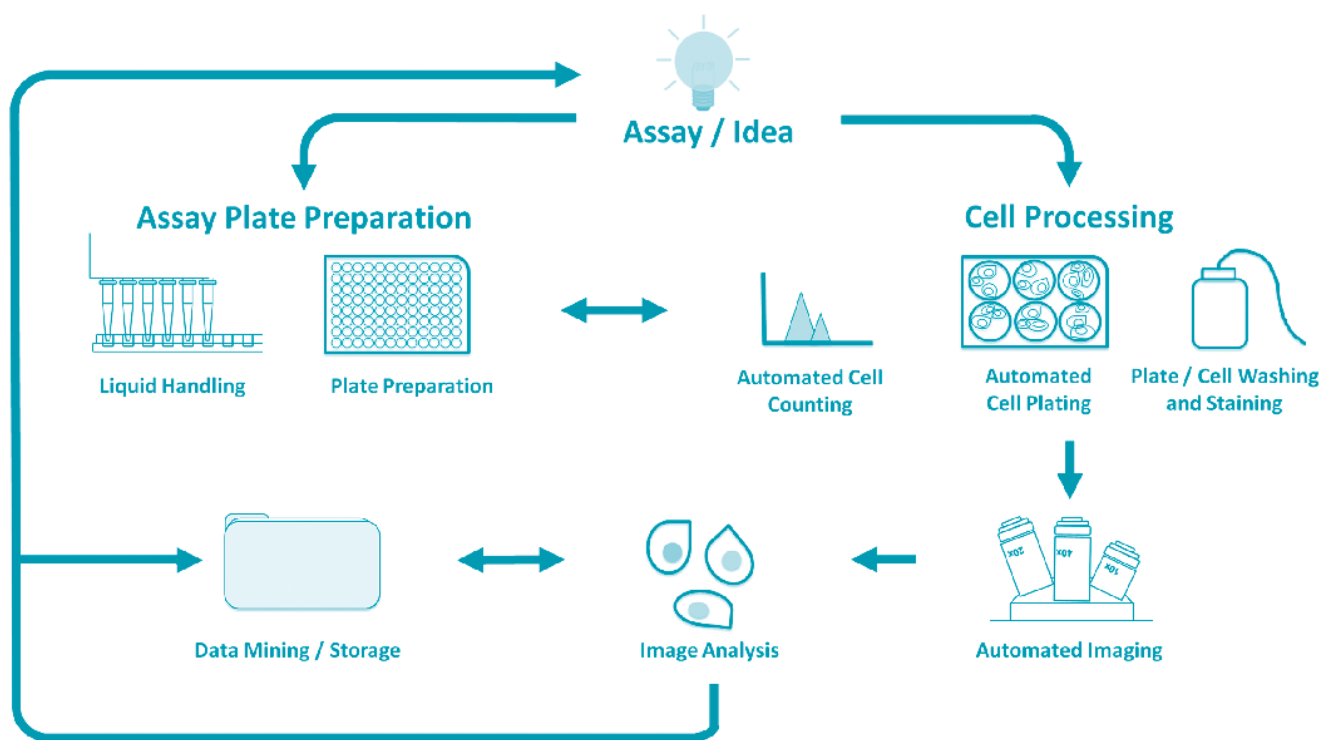 Assay / Idea
Assay Plate Preparation
Cell Processing
Liquid Handling
Plate Preparation
Automated Cell
Counting
Automated
Cell Plating
Plate / Cell Washing
and Staining
20x
40x
10x
Data Mining / Storage
Image Analysis
Automated Imaging